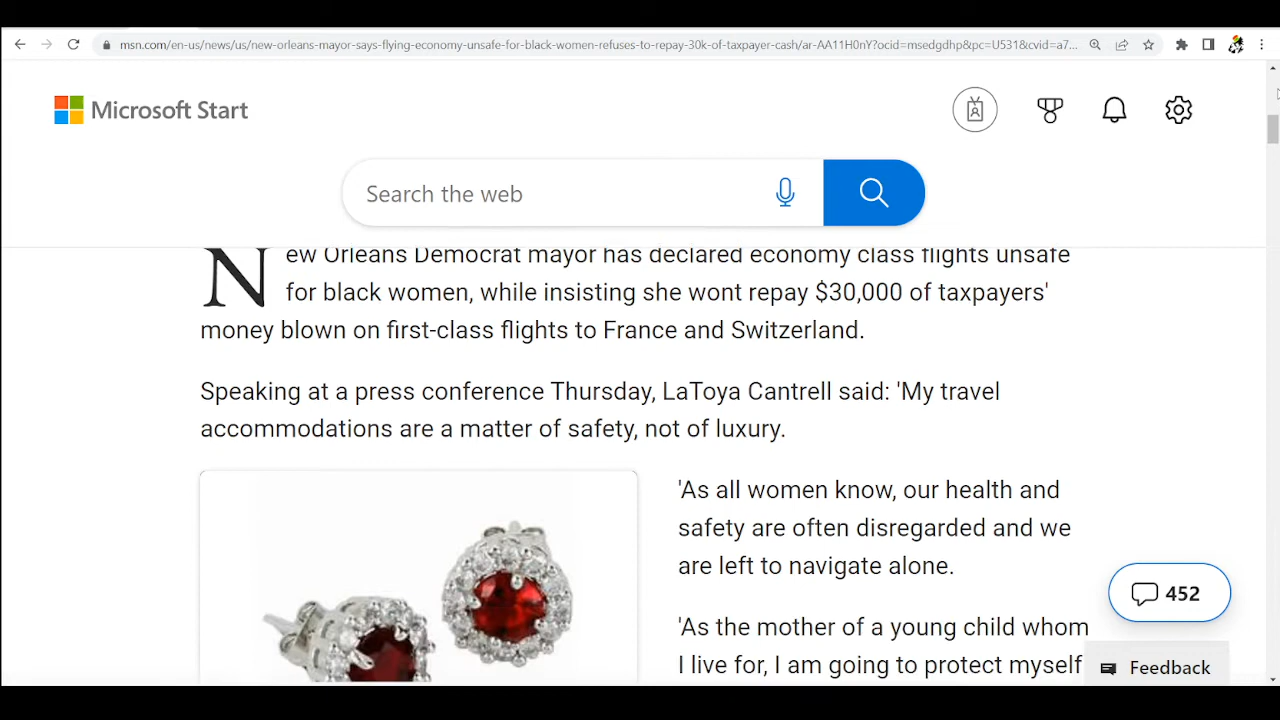 msn.com/en-us/news/us/new-orleans-mayor-says-flying-economy-unsafe-for-black-women-refuses-to-repay-30k-of-taxpayer-cash/ar-AA11H0nY?ocid=msedgdhp&pc=U531&cvid=a7...
Microsoft Start
Search the web
New Orleans Democrat mayor has declared economy class flights unsafe
for black women, while insisting she wont repay $30,000 of taxpayers'
money blown on first-class flights to France and Switzerland.
Speaking at a press conference Thursday, LaToya Cantrell said: 'My travel
accommodations are a matter of safety, not of luxury.
'As all women know, our health and
safety are often disregarded and we
are left to navigate alone.
'As the mother of a young child whom
I live for, I am going to protect myself
452
Feedback